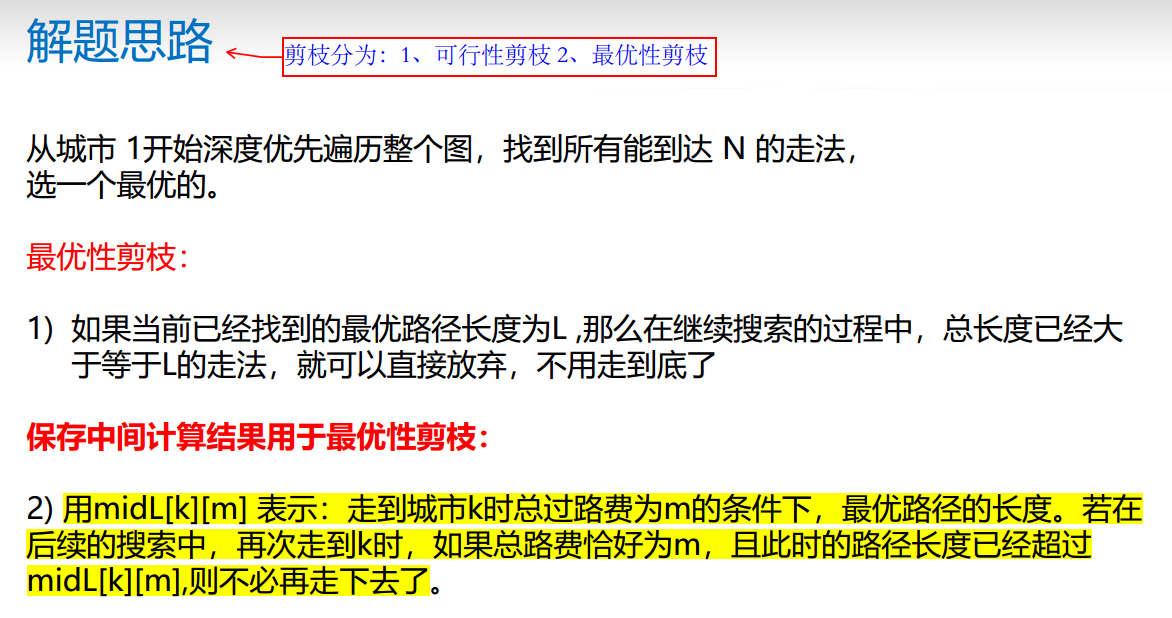 解题思路
剪枝分为：1、可行性剪枝 2、最优性剪枝
从城市 1开始深度优先遍历整个图，找到所有能到达 N 的走法，
选一个最优的。
最优性剪枝：
1) 如果当前已经找到的最优路径长度为L ,那么在继续搜索的过程中，总长度已经大
于等于L的走法，就可以直接放弃，不用走到底了
保存中间计算结果用于最优性剪枝：
2) 用midL[k][m] 表示：走到城市k时总过路费为m的条件下，最优路径的长度。若在
后续的搜索中，再次走到k时，如果总路费恰好为m，且此时的路径长度已经超过
midL[k][m],则不必再走下去了。